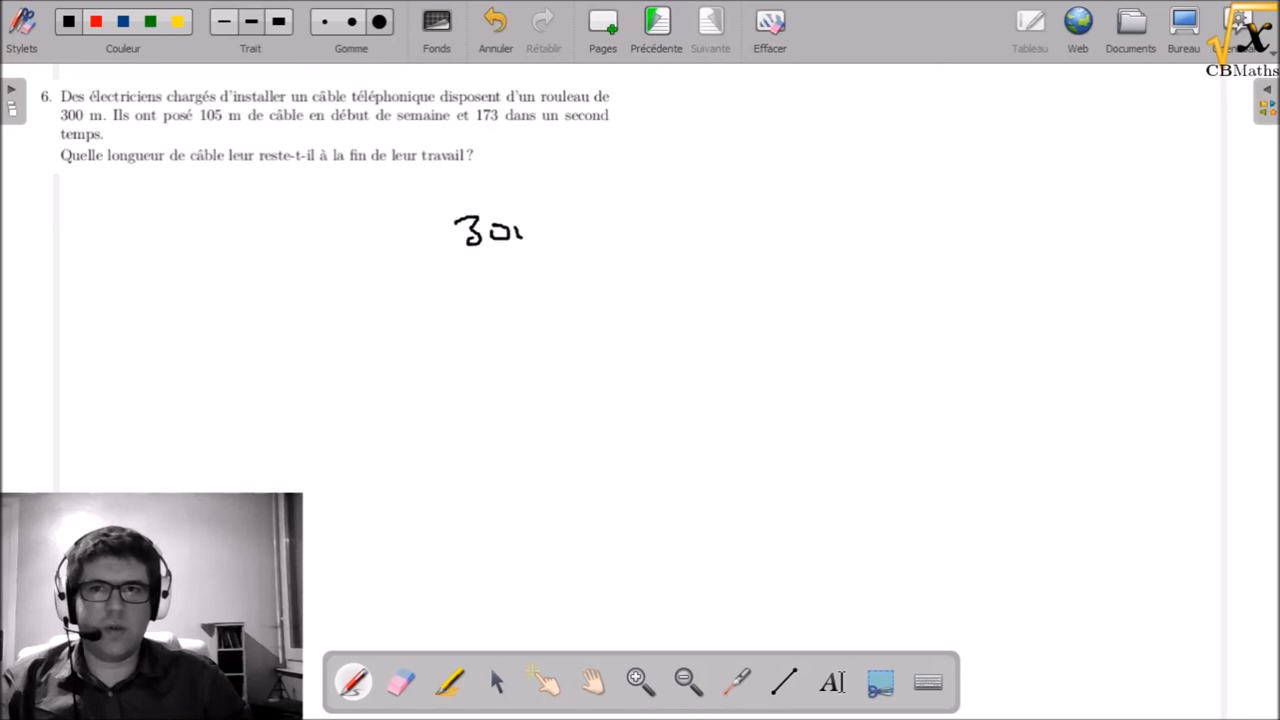 Stylets
Couleur
Trait
Gomme
Fonds
Annuler
Rétablir
Pages
Précédente
Suivante
Effacer
Tableau
Web
Documents
Bureau
CBMaths
6. Des électriciens chargés d'installer un câble téléphonique disposent d'un rouleau de
300 m. Ils ont posé 105 m de câble en début de semaine et 173 dans un second
temps.
Quelle longueur de câble leur reste-t-il à la fin de leur travail ?
30